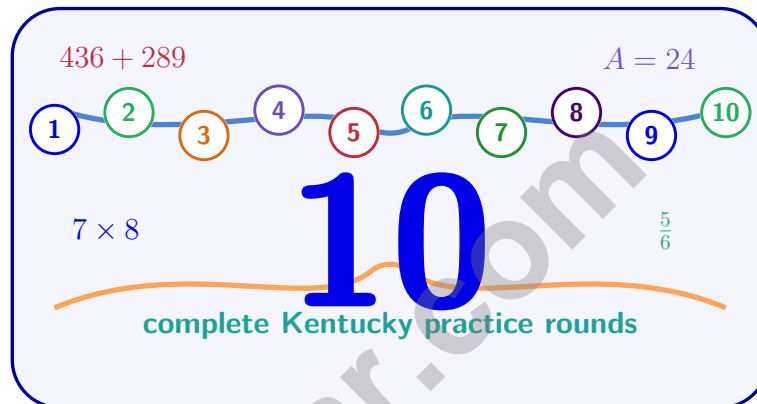 436 + 289
A = 24
1 2 3 4 5 6 7 8 9 10
10
7 × 8
5/6
complete Kentucky practice rounds
r.com